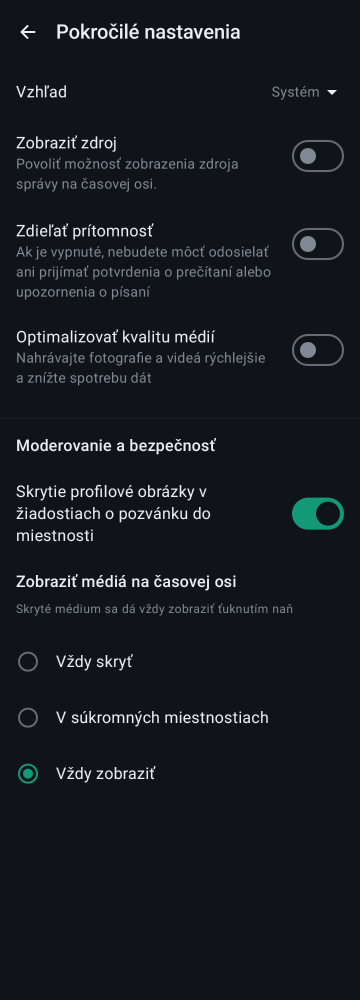 Pokročilé nastavenia
Vzhľad
Systém
Zobraziť zdroj
Povoliť možnosť zobrazenia zdroja
správy na časovej osi.
Zdieľať prítomnosť
Ak je vypnuté, nebudete môcť odosielať
ani prijímať potvrdenia o prečítaní alebo
upozornenia o písaní
Optimalizovať kvalitu médií
Nahrávajte fotografie a videá rýchlejšie
a znížte spotrebu dát
Moderovanie a bezpečnosť
Skrytie profilové obrázky v
žiadostiach o pozvánku do
miestnosti
Zobraziť médiá na časovej osi
Skryté médium sa dá vždy zobraziť ťuknutím naň
Vždy skryť
V súkromných miestnostiach
Vždy zobraziť